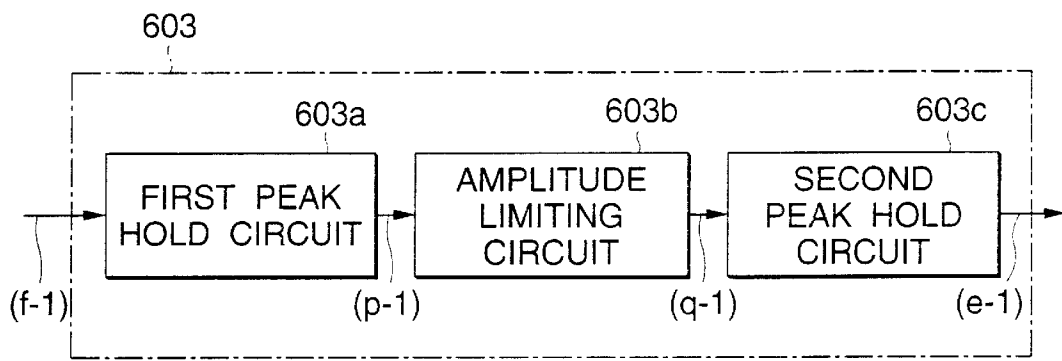 603
603a
603b
603c
FIRST PEAK
HOLD CIRCUIT
AMPLITUDE
LIMITING
CIRCUIT
SECOND
PEAK HOLD
CIRCUIT
(f-1)
(p-1)
(q-1)
(e-1)